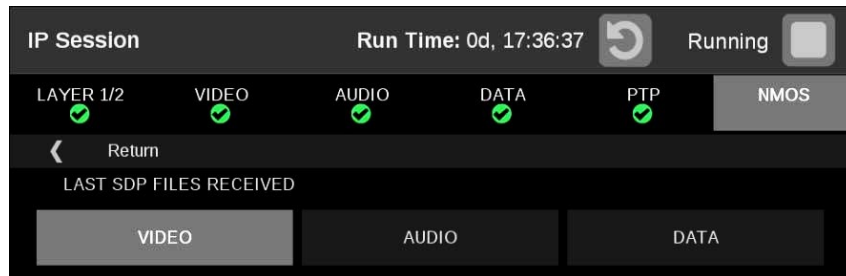 IP Session Run Time: 0d, 17:36:37 Running
LAYER 1/2 VIDEO AUDIO DATA PTP NMOS
Return
LAST SDP FILES RECEIVED
VIDEO AUDIO DATA